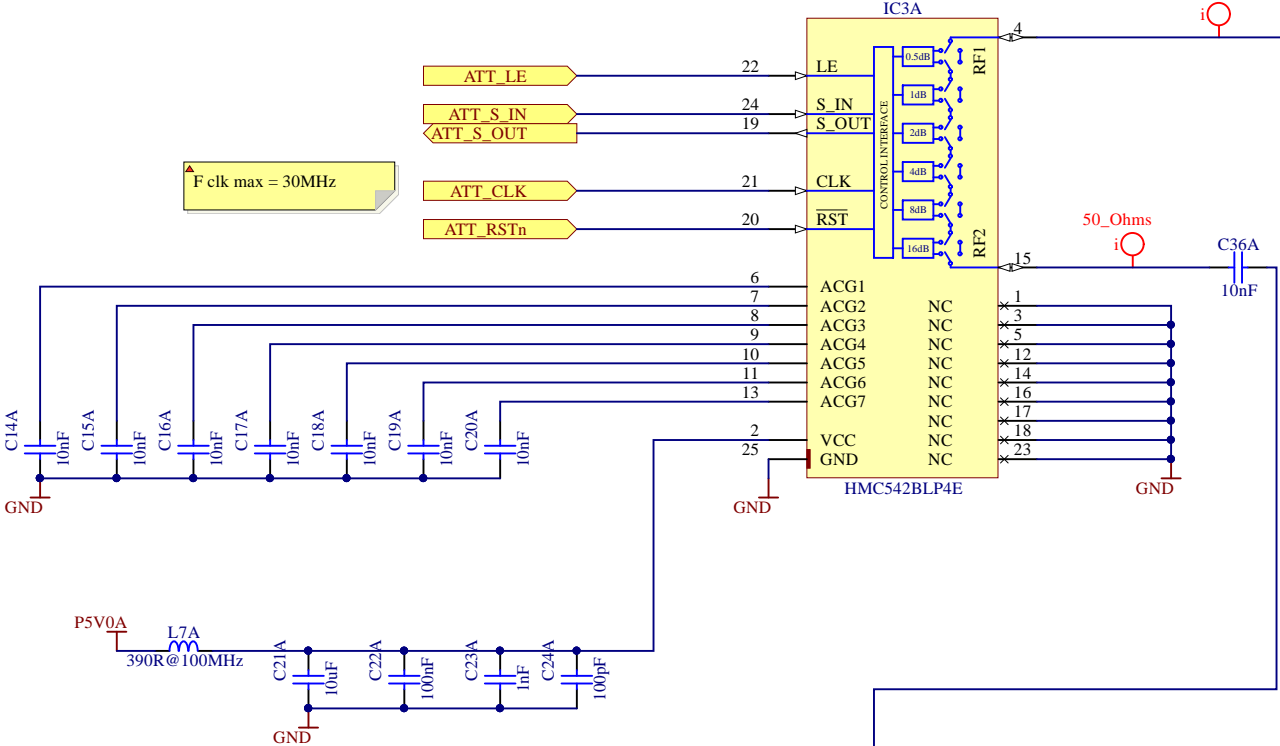 IC3A
i
4
22
LE
ATT_LE
0.5dB
RF1
24
S_IN
ATT_S_IN
1dB
19
S_OUT
ATT_S_OUT
2dB
CONTROL INTERFACE
F clk max = 30MHz
4dB
21
CLK
ATT_CLK
8dB
20
RST
ATT_RSTn
16dB
RF2
50_Ohms
i
15
C36A
10nF
6
ACG1
7
ACG2
NC
1
8
ACG3
NC
3
9
ACG4
NC
5
10
ACG5
NC
12
11
ACG6
NC
14
13
ACG7
NC
16
NC
17
2
VCC
NC
18
25
GND
NC
23
C14A
10nF
C15A
10nF
C16A
10nF
C17A
10nF
C18A
10nF
C19A
10nF
C20A
10nF
GND
GND
HMC542BLP4E
GND
P5V0A
L7A
390R@100MHz
C21A
10uF
C22A
100nF
C23A
1nF
C24A
100pF
GND